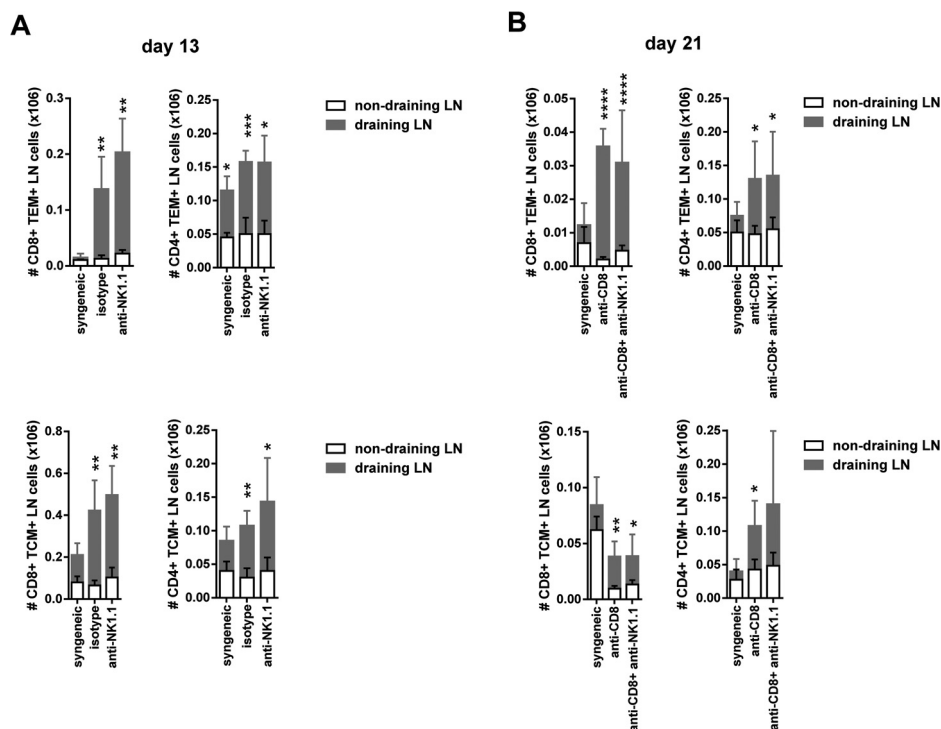 A
day 13
# CD8+ TEM+ LN cells (x106)
0.3
0.2
0.1
0.0
**
**
syngeneic
isotype
anti-NK1.1
# CD4+ TEM+ LN cells (x106)
0.25
0.20
0.15
0.10
0.05
0.00
*
***
*
syngeneic
isotype
anti-NK1.1
non-draining LN
draining LN
# CD8+ TCM+ LN cells (x106)
0.8
0.6
0.4
0.2
0.0
**
**
syngeneic
isotype
anti-NK1.1
# CD4+ TCM+ LN cells (x106)
0.25
0.20
0.15
0.10
0.05
0.00
**
*
syngeneic
isotype
anti-NK1.1
non-draining LN
draining LN
B
day 21
# CD8+ TEM+ LN cells (x106)
0.05
0.04
0.03
0.02
0.01
0.00
****
****
syngeneic
anti-CD8
anti-CD8+ anti-NK1.1
# CD4+ TEM+ LN cells (x106)
0.25
0.20
0.15
0.10
0.05
0.00
*
*
syngeneic
anti-CD8
anti-CD8+ anti-NK1.1
non-draining LN
draining LN
# CD8+ TCM+ LN cells (x106)
0.15
0.10
0.05
0.00
**
*
syngeneic
anti-CD8
anti-CD8+ anti-NK1.1
# CD4+ TCM+ LN cells (x106)
0.25
0.20
0.15
0.10
0.05
0.00
*
syngeneic
anti-CD8
anti-CD8+ anti-NK1.1
non-draining LN
draining LN